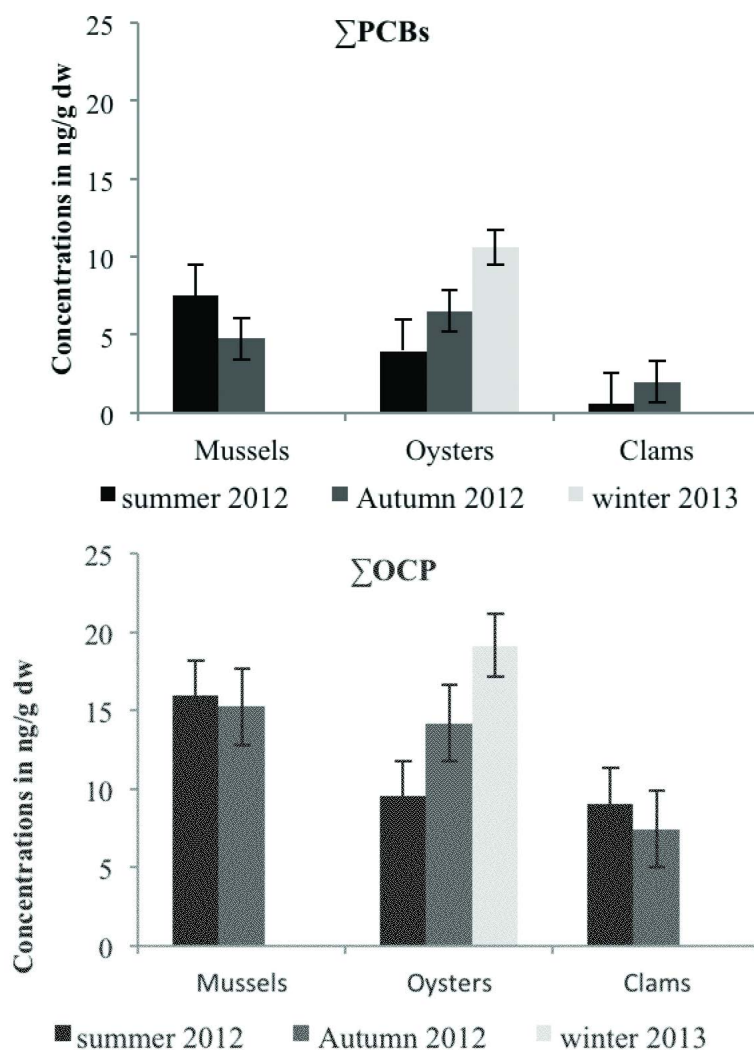 ∑PCBs
Concentrations in ng/g dw
25
20
15
10
5
0
Mussels Oysters Clams
summer 2012 Autumn 2012 winter 2013
∑OCP
Concentrations in ng/g dw
25
20
15
10
5
0
Mussels Oysters Clams
summer 2012 Autumn 2012 winter 2013